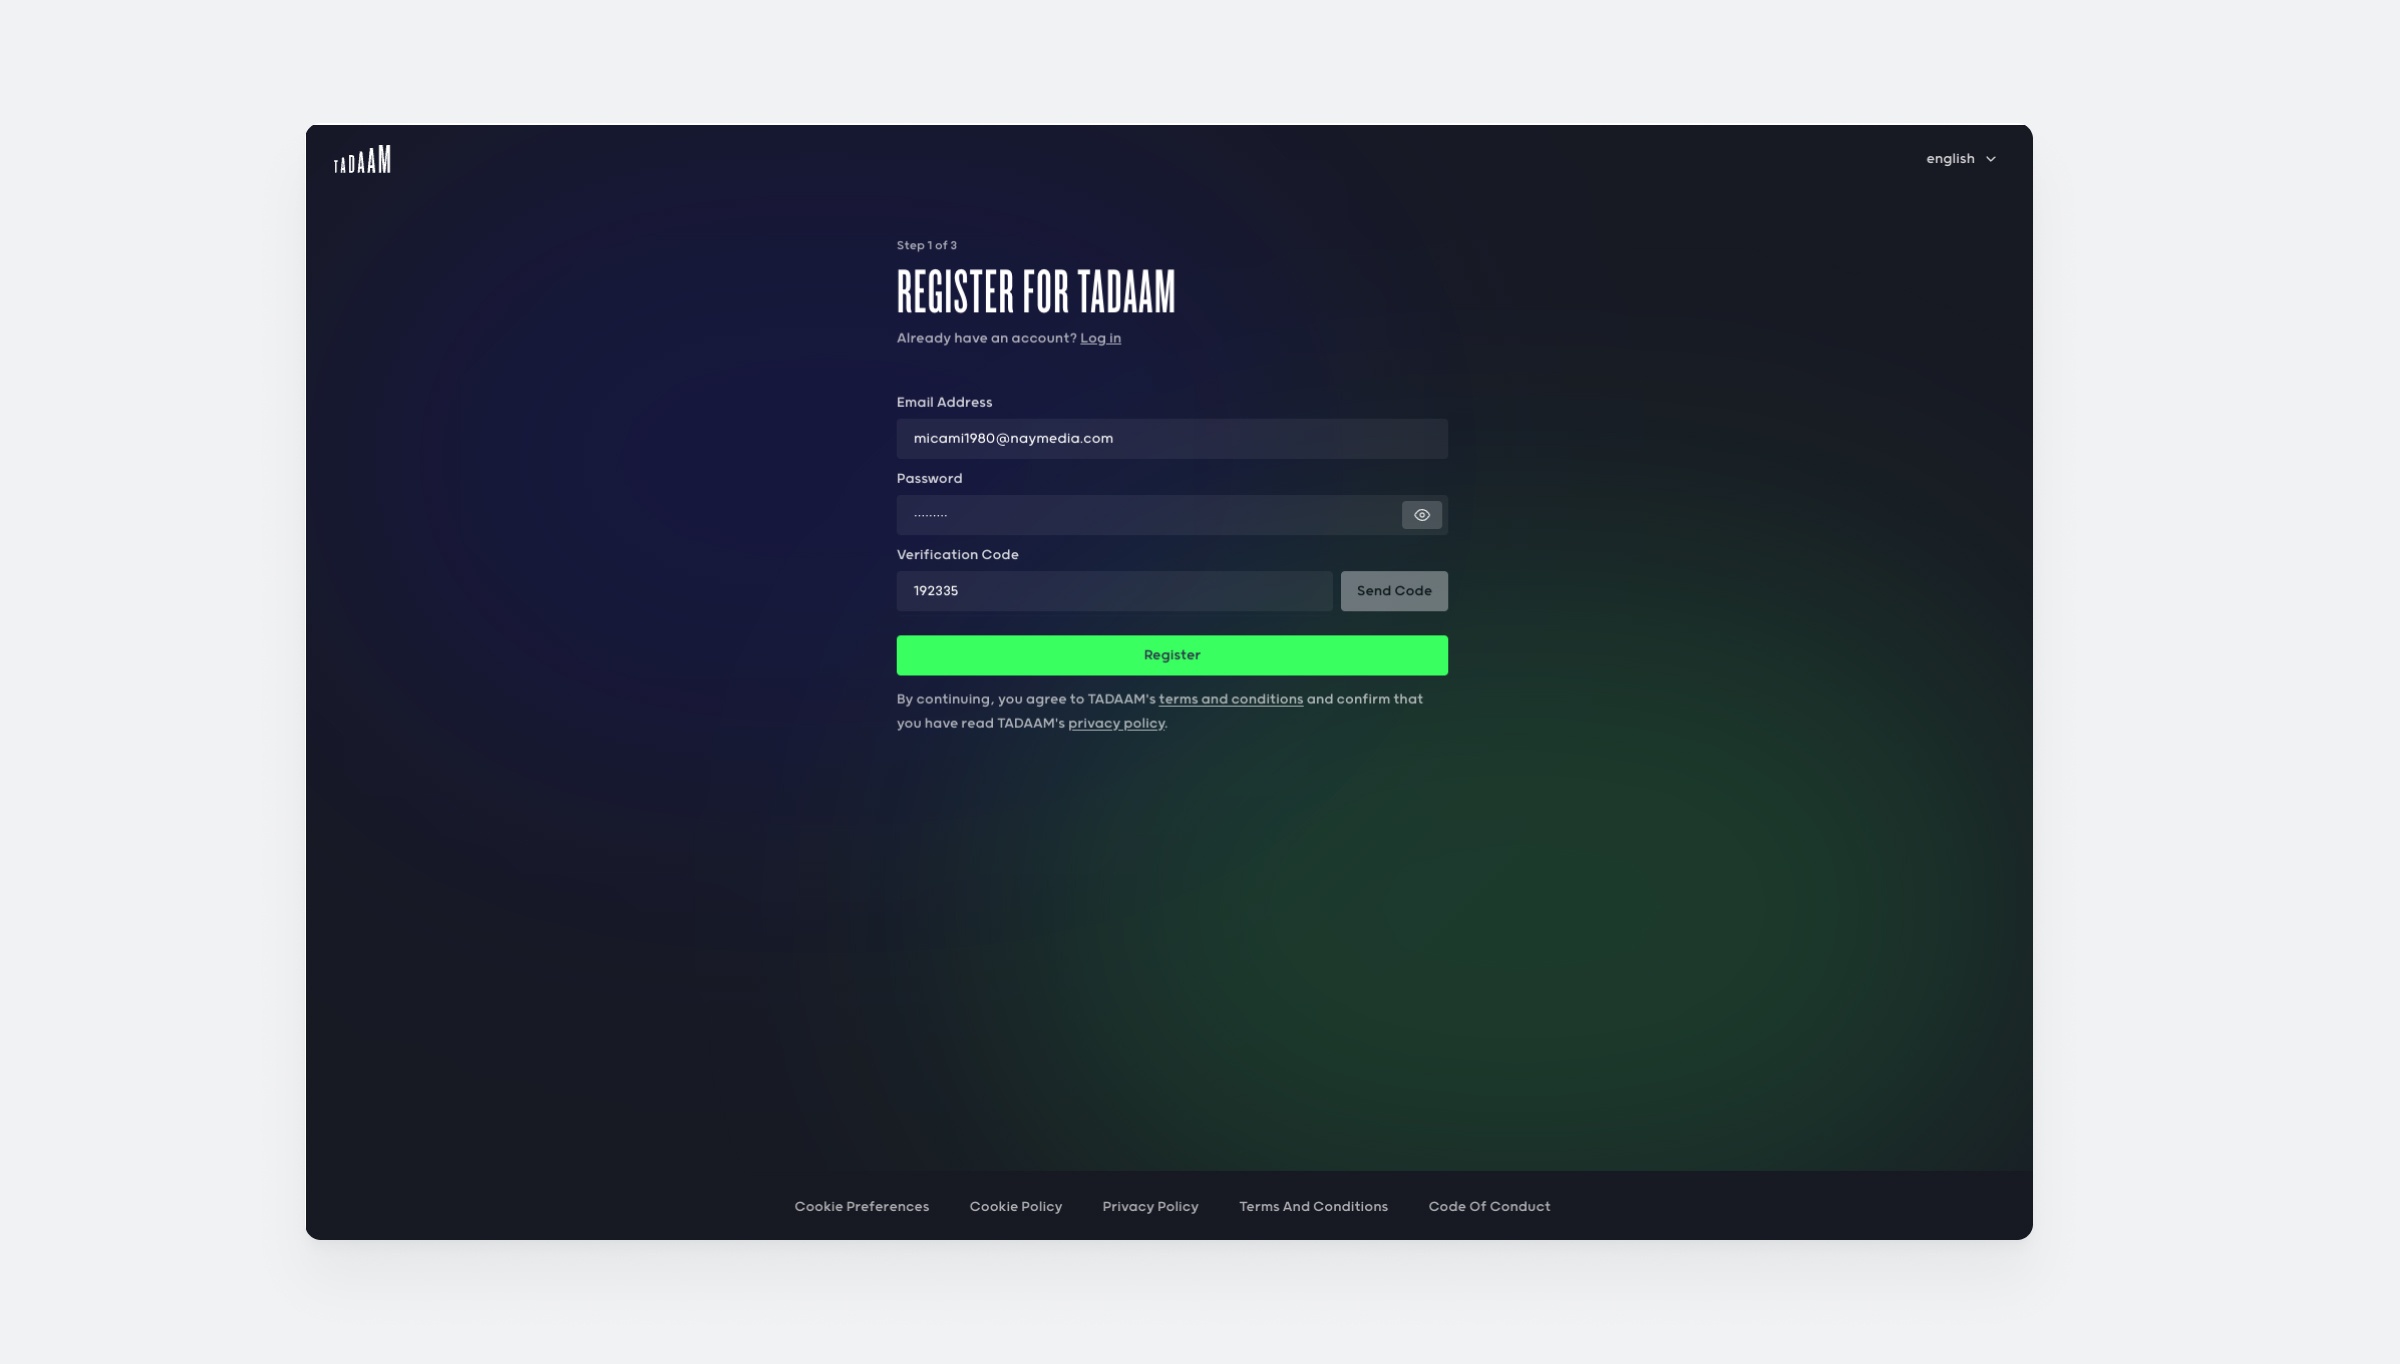 TADAAM
english
Step 1 of 3
REGISTER FOR TADAAM
Already have an account? Log in
Email Address
micami1980@naymedia.com
Password
·········
Verification Code
192335
Send Code
Register
By continuing, you agree to TADAAM's terms and conditions and confirm that
you have read TADAAM's privacy policy.
Cookie Preferences
Cookie Policy
Privacy Policy
Terms And Conditions
Code Of Conduct